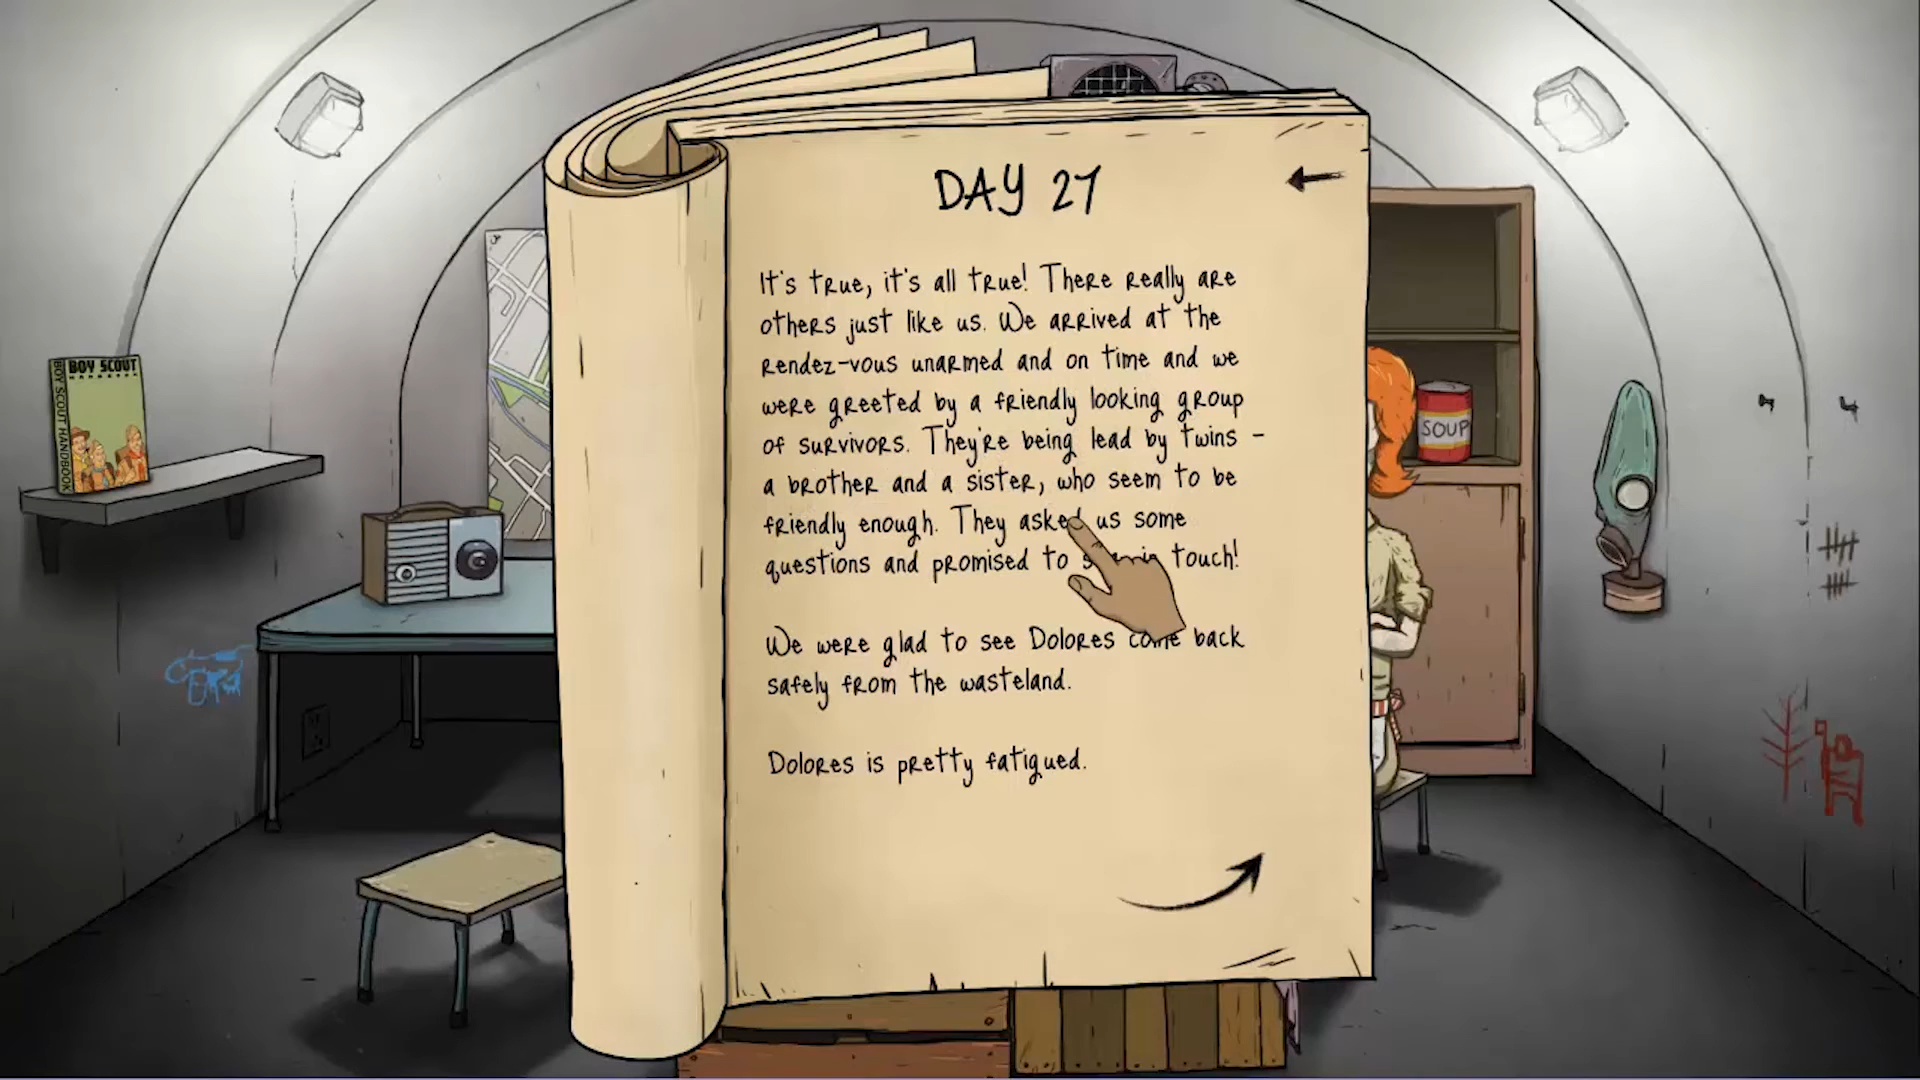 DAY 27
It's true, it's all true! There really are
others just like us. We arrived at the
rendez-vous unarmed and on time and we
were greeted by a friendly looking group
of survivors. They're being lead by twins -
a brother and a sister, who seem to be
friendly enough. They asked us some
questions and promised to touch!
We were glad to see Dolores come back
safely from the wasteland.
Dolores is pretty fatigued.
BOY SCOUT
BOY SCOUT HANDBOOK
SOUP